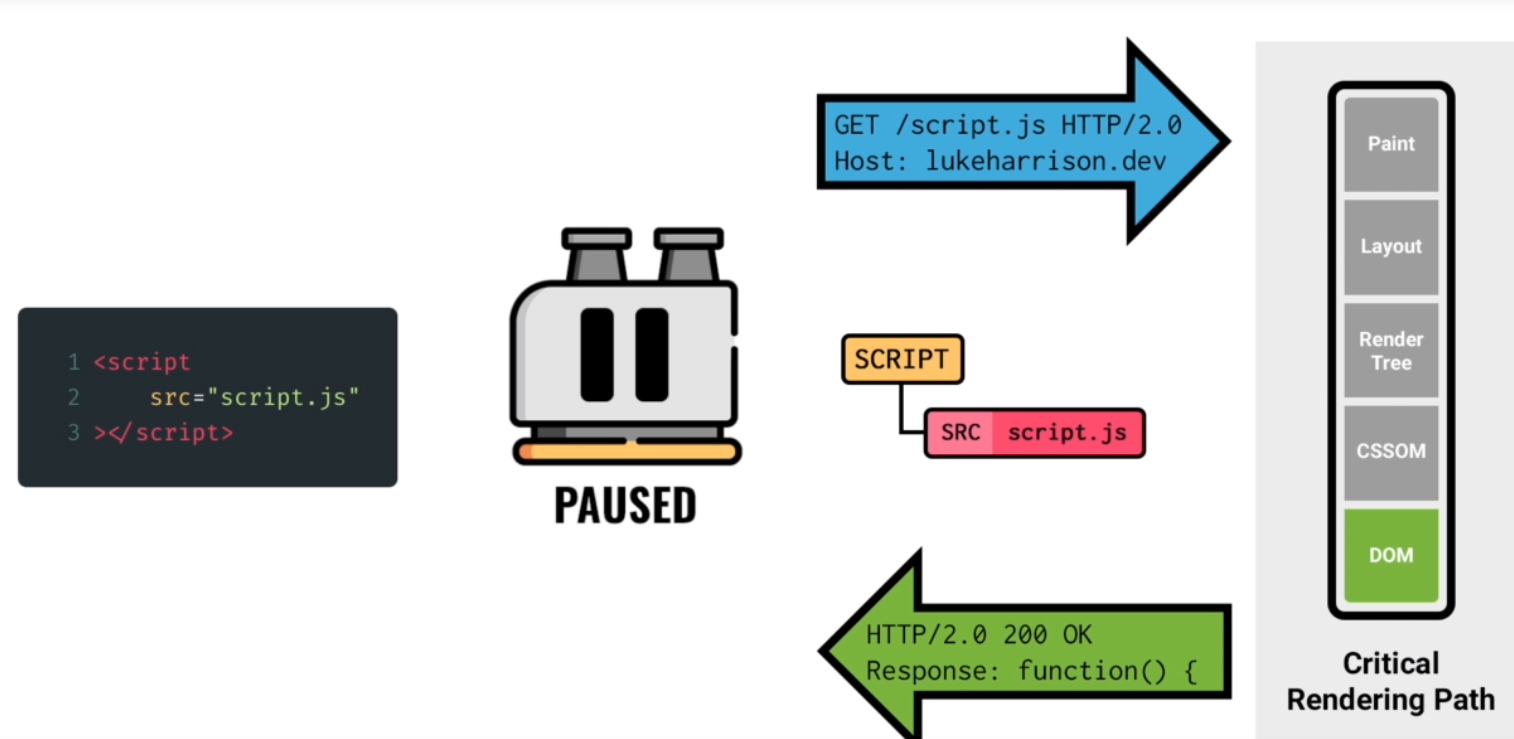 1 <script
2 src="script.js"
3 ></script>
PAUSED
GET /script.js HTTP/2.0
Host: lukeharrison.dev
SCRIPT
SRC script.js
HTTP/2.0 200 OK
Response: function() {
Paint
Layout
Render
Tree
CSSOM
DOM
Critical
Rendering Path